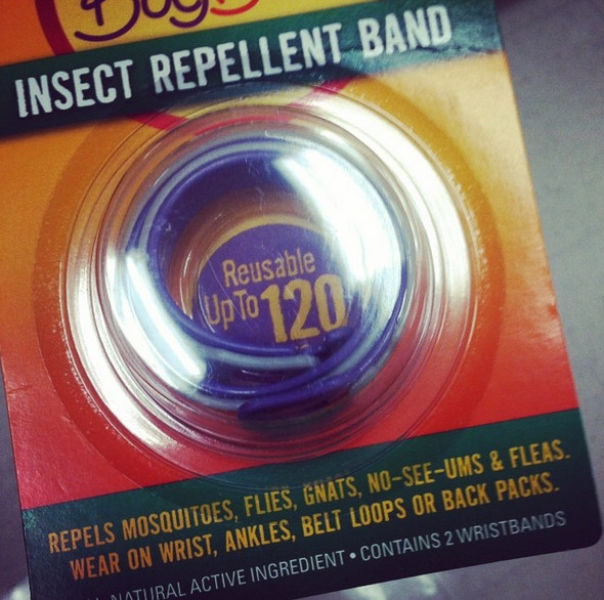 INSECT REPELLENT BAND
Reusable
Up To 120
REPELS MOSQUITOES, FLIES, GNATS, NO-SEE-UMS & FLEAS.
WEAR ON WRIST, ANKLES, BELT LOOPS OR BACK PACKS.
NATURAL ACTIVE INGREDIENT • CONTAINS 2 WRISTBANDS